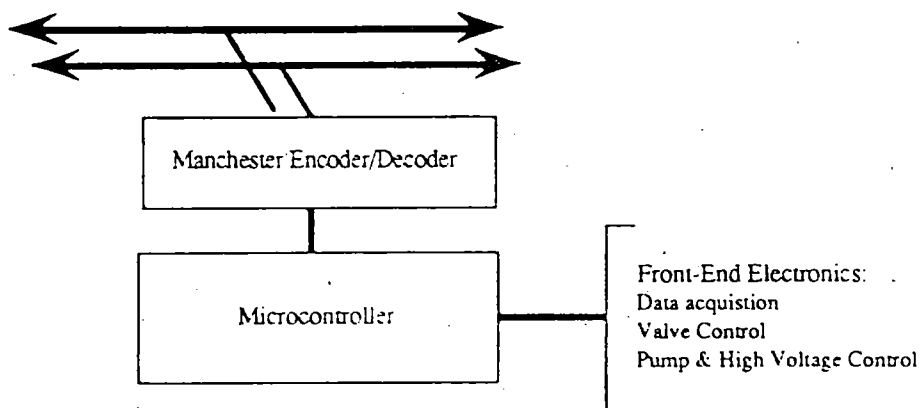 Manchester Encoder/Decoder
Microcontroller
Front-End Electronics:
Data acquistion
Valve Control
Pump & High Voltage Control